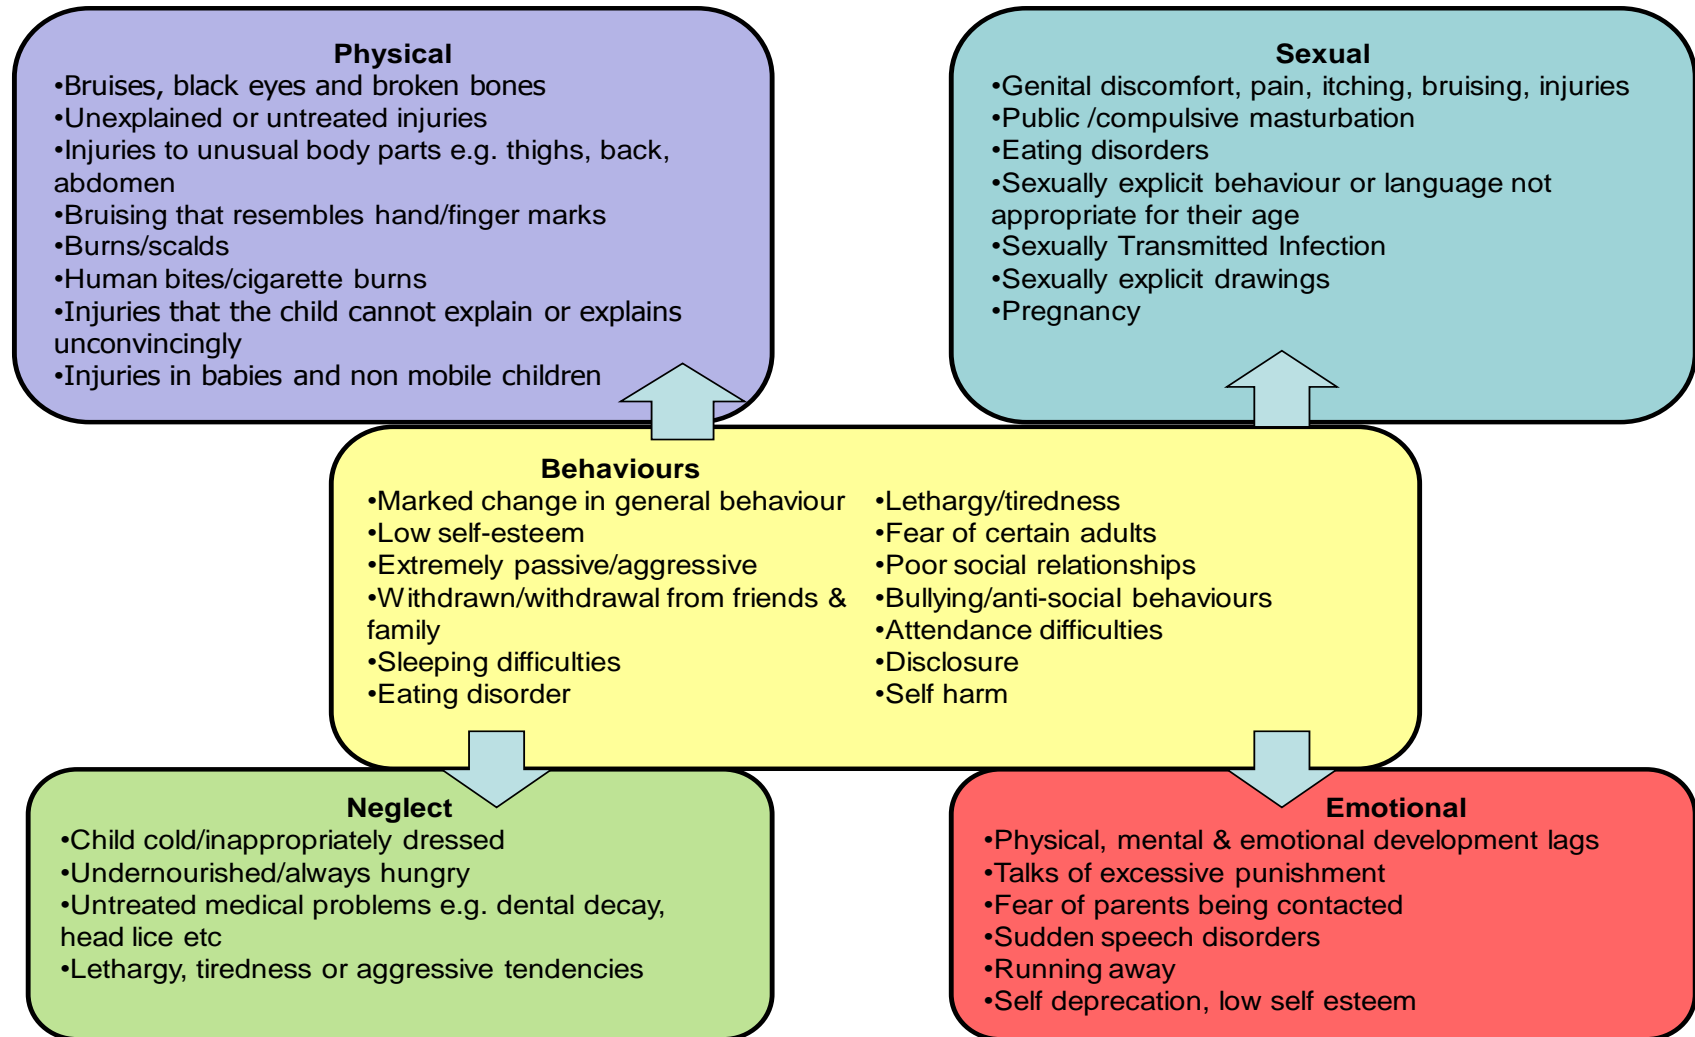 Physical
•Bruises, black eyes and broken bones
•Unexplained or untreated injuries
•Injuries to unusual body parts e.g. thighs, back,
abdomen
•Bruising that resembles hand/finger marks
•Burns/scalds
•Human bites/cigarette burns
•Injuries that the child cannot explain or explains
unconvincingly
•Injuries in babies and non mobile children
Sexual
•Genital discomfort, pain, itching, bruising, injuries
•Public /compulsive masturbation
•Eating disorders
•Sexually explicit behaviour or language not
appropriate for their age
•Sexually Transmitted Infection
•Sexually explicit drawings
•Pregnancy
Behaviours
•Marked change in general behaviour
•Low self-esteem
•Extremely passive/aggressive
•Withdrawn/withdrawal from friends &
family
•Sleeping difficulties
•Eating disorder
•Lethargy/tiredness
•Fear of certain adults
•Poor social relationships
•Bullying/anti-social behaviours
•Attendance difficulties
•Disclosure
•Self harm
Neglect
•Child cold/inappropriately dressed
•Undernourished/always hungry
•Untreated medical problems e.g. dental decay,
head lice etc
•Lethargy, tiredness or aggressive tendencies
Emotional
•Physical, mental & emotional development lags
•Talks of excessive punishment
•Fear of parents being contacted
•Sudden speech disorders
•Running away
•Self deprecation, low self esteem